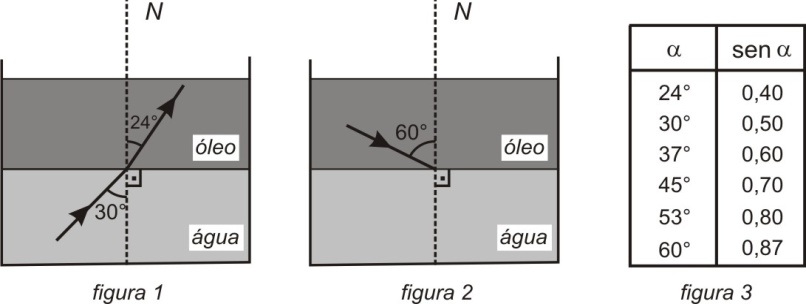 N
24°
óleo
30°
água
figura 1
N
60°
óleo
água
figura 2
α sen α
24° 0,40
30° 0,50
37° 0,60
45° 0,70
53° 0,80
60° 0,87
figura 3